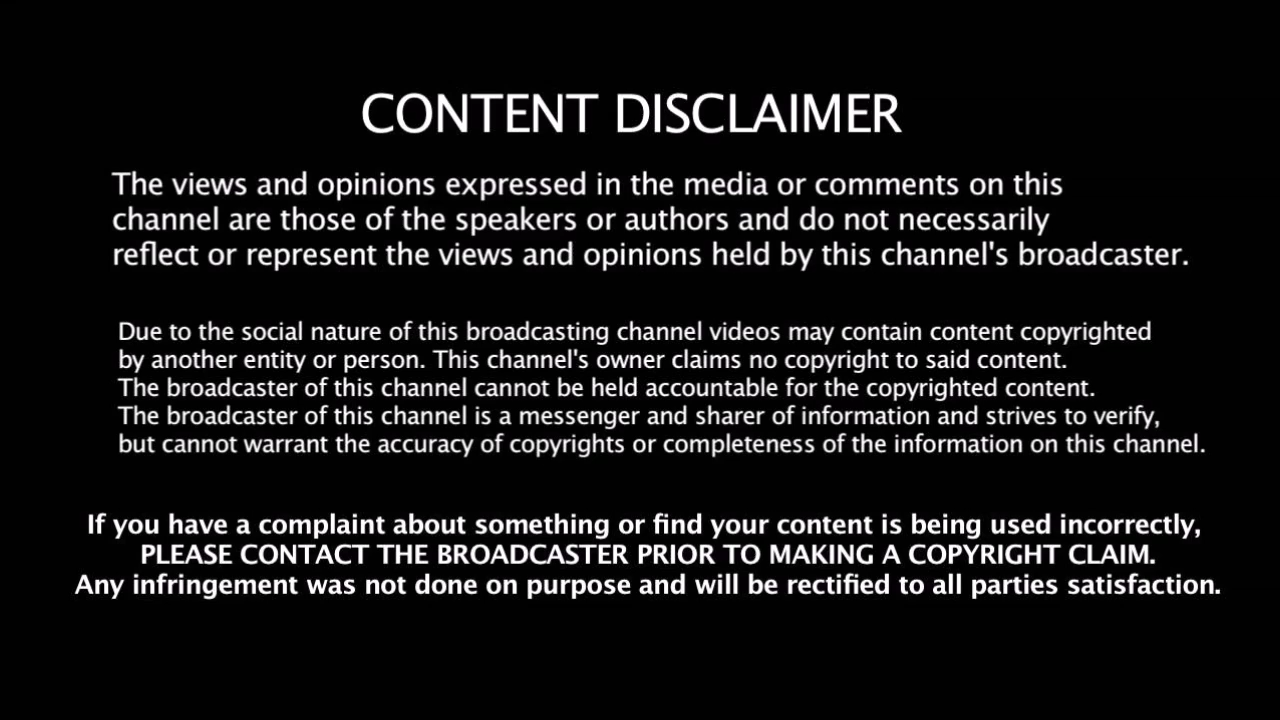 CONTENT DISCLAIMER
The views and opinions expressed in the media or comments on this
channel are those of the speakers or authors and do not necessarily
reflect or represent the views and opinions held by this channel's broadcaster.
Due to the social nature of this broadcasting channel videos may contain content copyrighted
by another entity or person. This channel's owner claims no copyright to said content.
The broadcaster of this channel cannot be held accountable for the copyrighted content.
The broadcaster of this channel is a messenger and sharer of information and strives to verify,
but cannot warrant the accuracy of copyrights or completeness of the information on this channel.
If you have a complaint about something or find your content is being used incorrectly,
PLEASE CONTACT THE BROADCASTER PRIOR TO MAKING A COPYRIGHT CLAIM.
Any infringement was not done on purpose and will be rectified to all parties satisfaction.